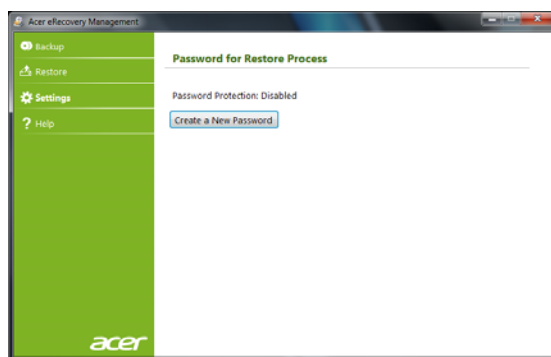 Acer eRecovery Management
Backup
Restore
Settings
? Help
Password for Restore Process
Password Protection: Disabled
Create a New Password
acer